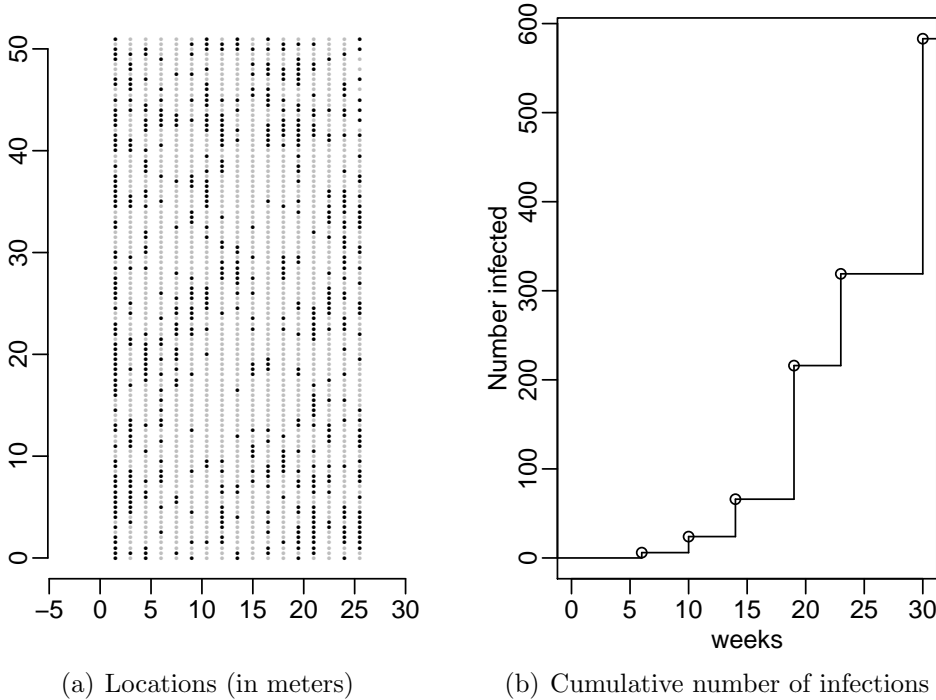 50
40
30
20
10
0
−5 0 5 10 15 20 25 30
(a) Locations (in meters)
600
500
400
300
200
100
0
Number infected
0 5 10 15 20 25 30
weeks
(b) Cumulative number of infections